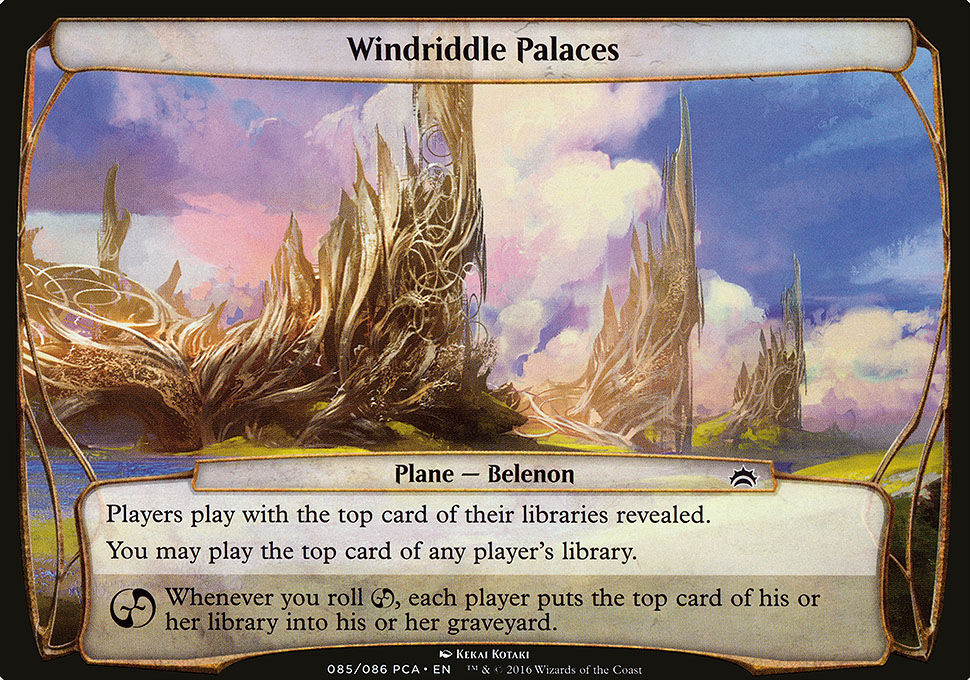 Windriddle Palaces
Plane — Belenon
Players play with the top card of their libraries revealed.
You may play the top card of any player's library.
Whenever you roll , each player puts the top card of his or
her library into his or her graveyard.
Kekai Kotaki
085/086 PCA • EN ™ & © 2016 Wizards of the Coast